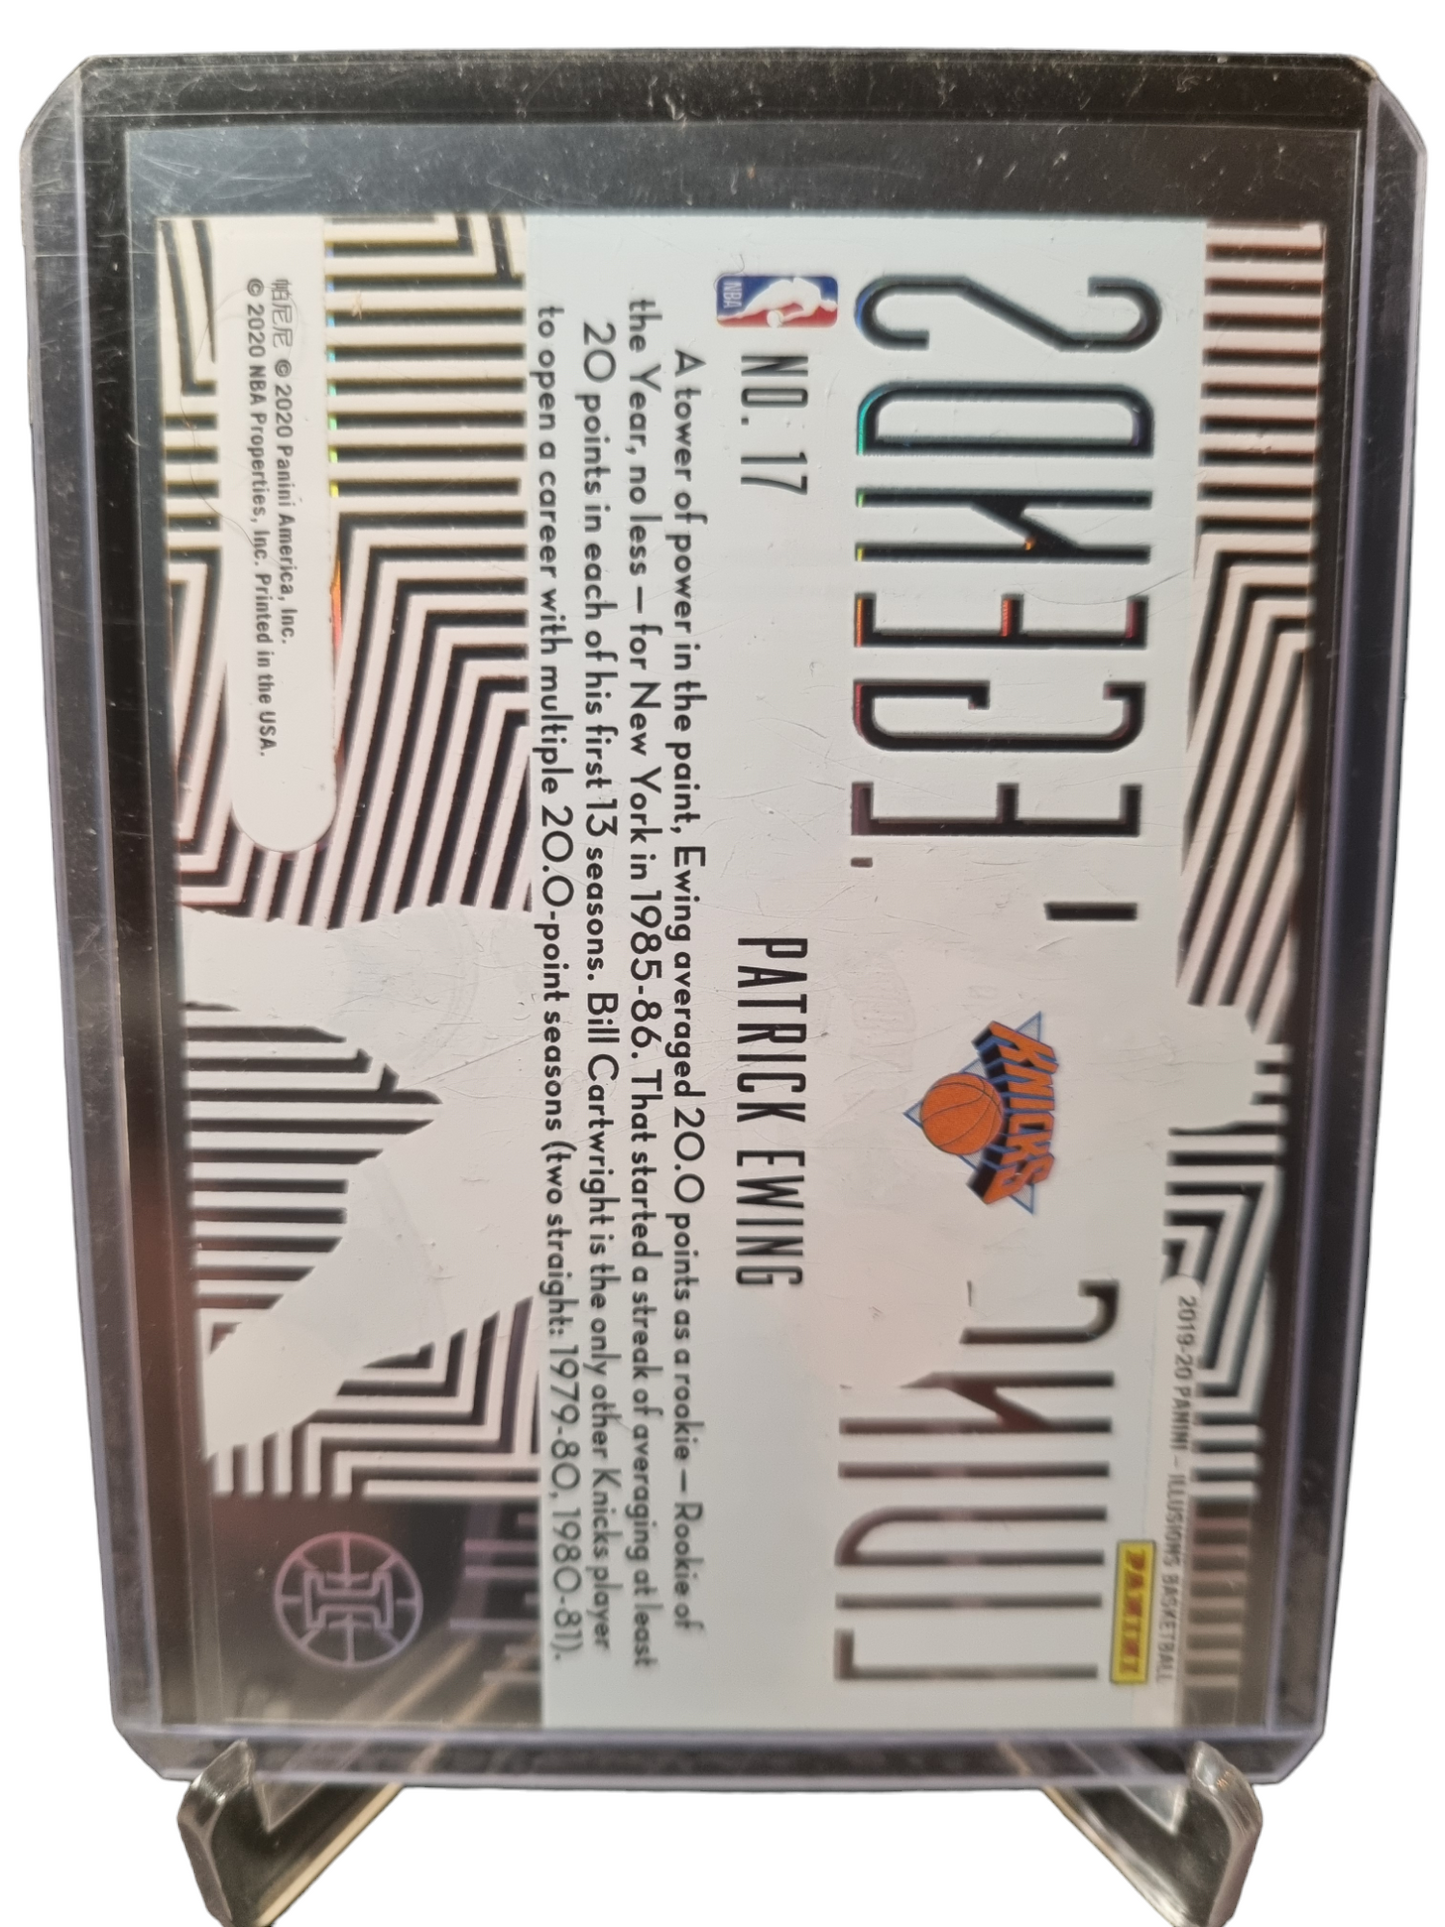 2019-20 PANINI – ILLUSIONS BASKETBALL
PANINI
KNICKS
NBA
NO. 17
PATRICK EWING
A tower of power in the paint, Ewing averaged 20.0 points as a rookie — Rookie of
the Year, no less — for New York in 1985-86. That started a streak of averaging at least
20 points in each of his first 13 seasons. Bill Cartwright is the only other Knicks player
to open a career with multiple 20.0-point seasons (two straight: 1979-80, 1980-81).
帕尼尼 © 2020 Panini America, Inc.
© 2020 NBA Properties, Inc. Printed in the USA.